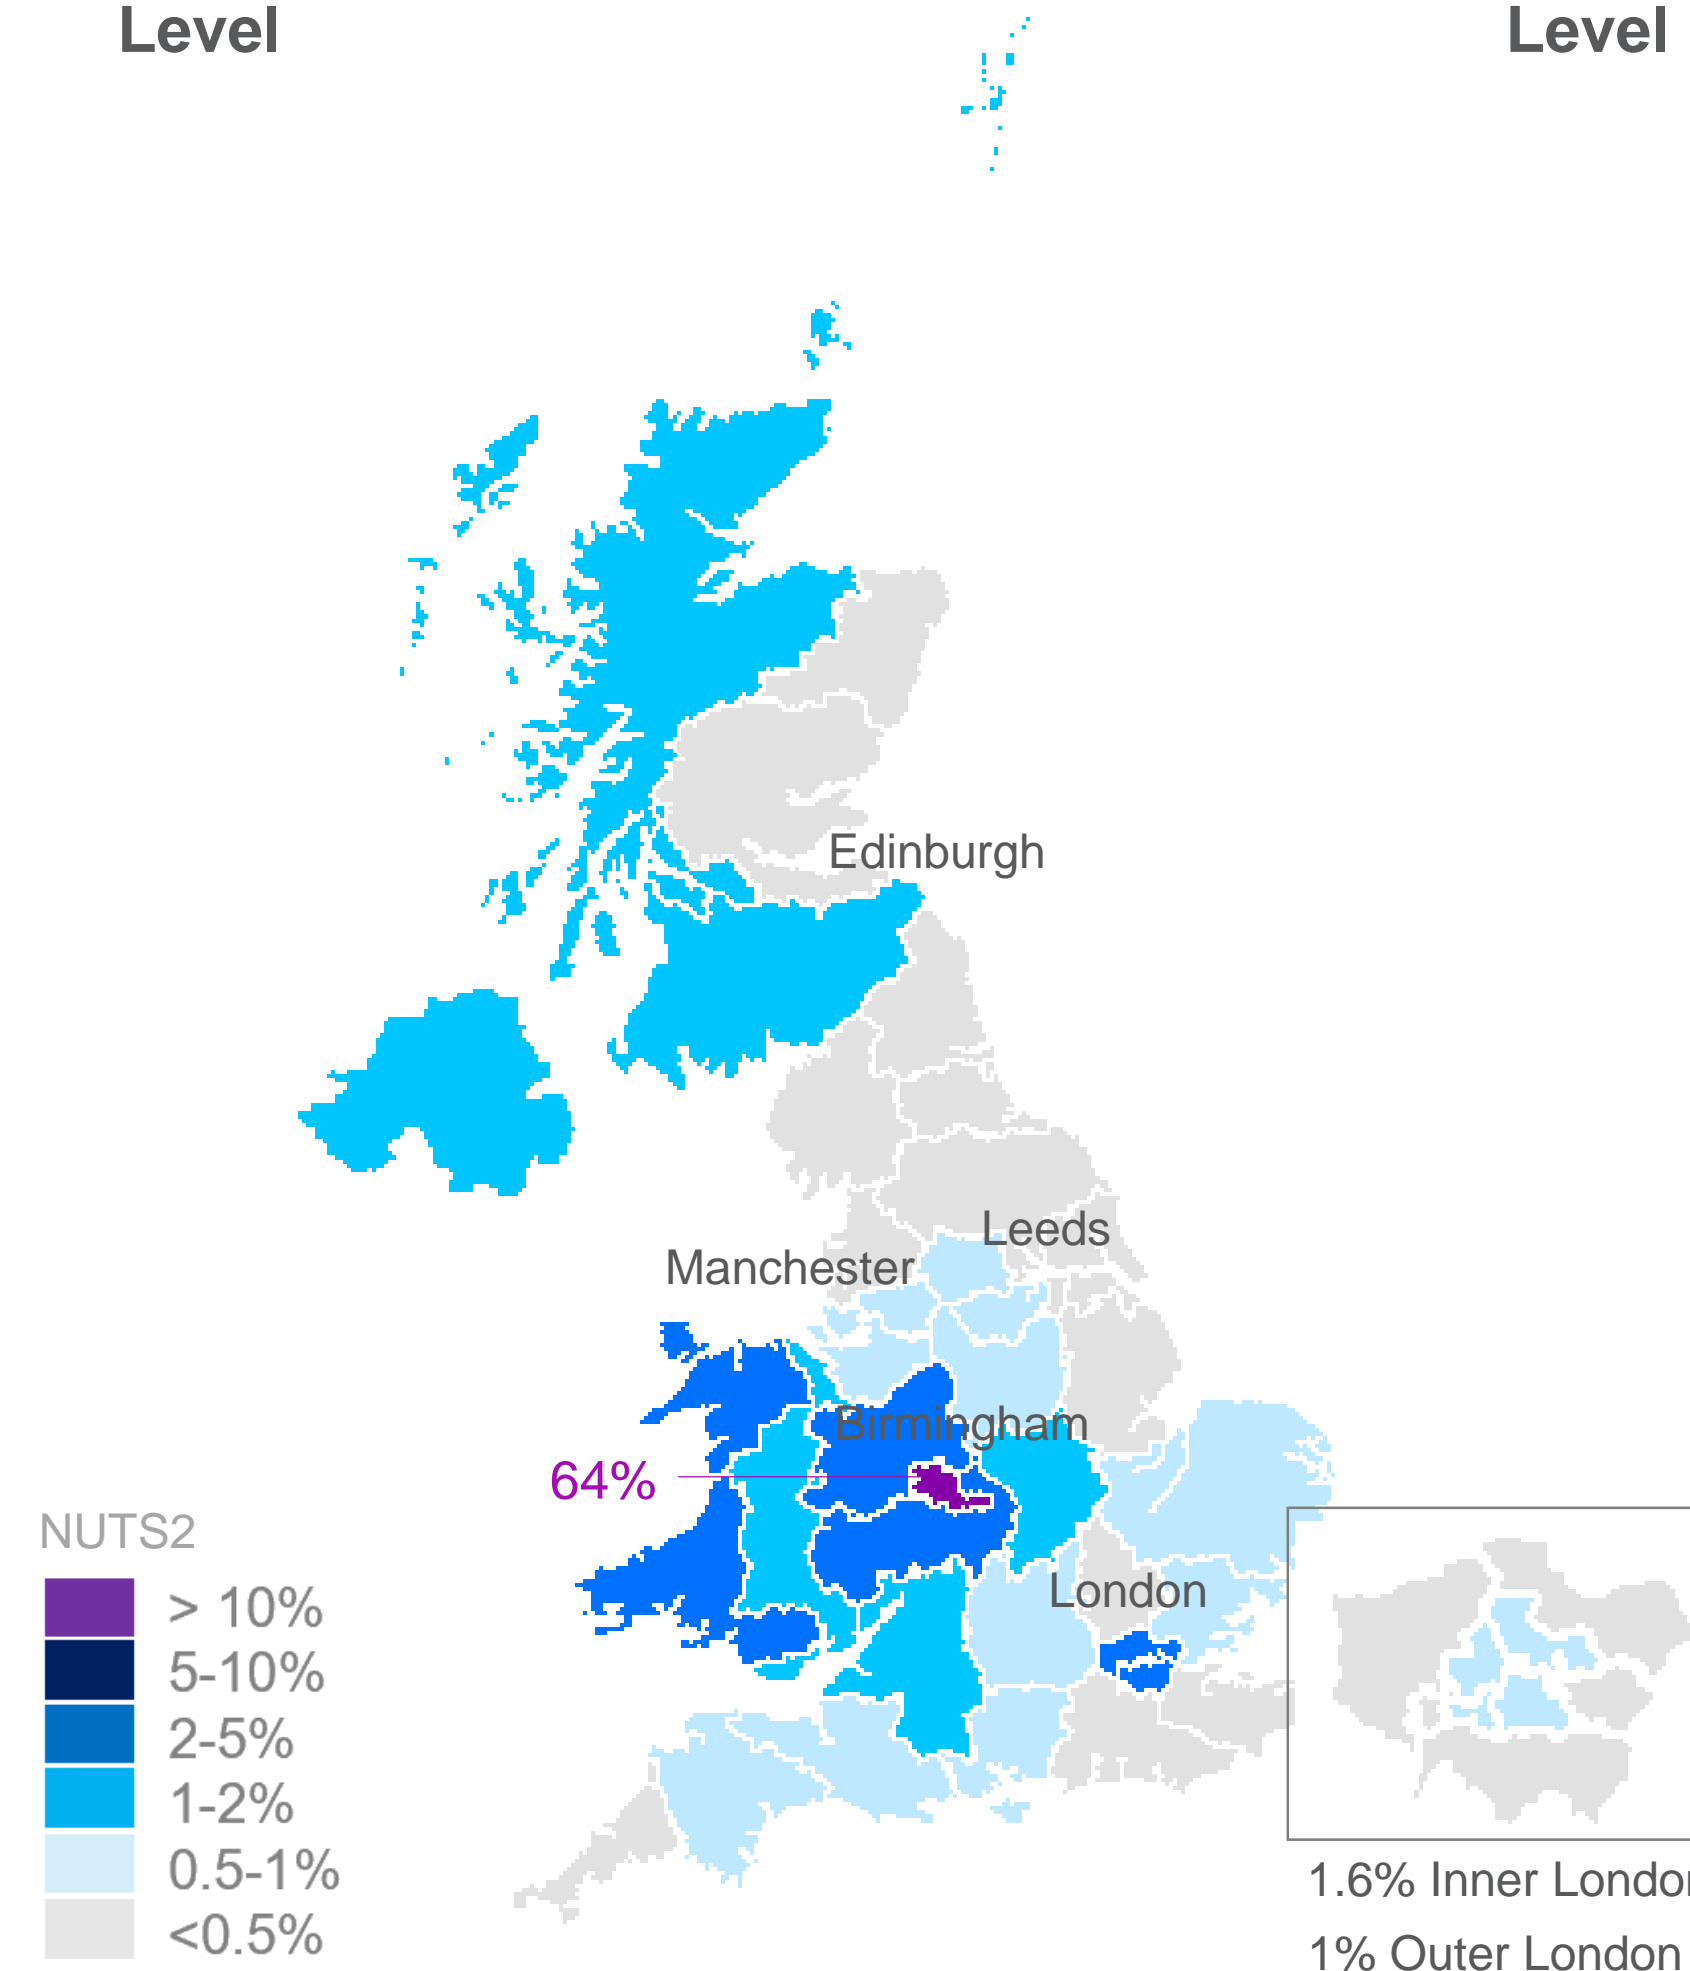 Level
Level
Edinburgh
Leeds
Manchester
Birmingham
64%
NUTS2
London
> 10%
5-10%
2-5%
1-2%
0.5-1%
<0.5%
1.6% Inner London
1% Outer London